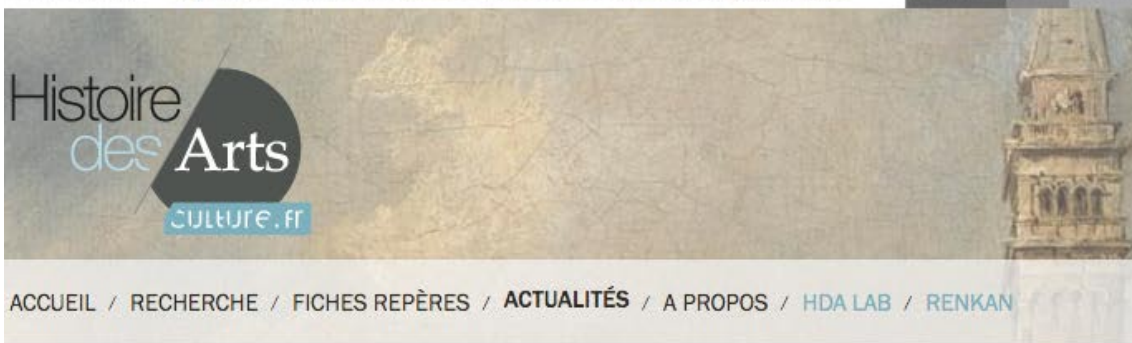 Histoire
des Arts
culture.fr
ACCUEIL / RECHERCHE / FICHES REPÈRES / ACTUALITÉS / A PROPOS / HDA LAB / RENKAN